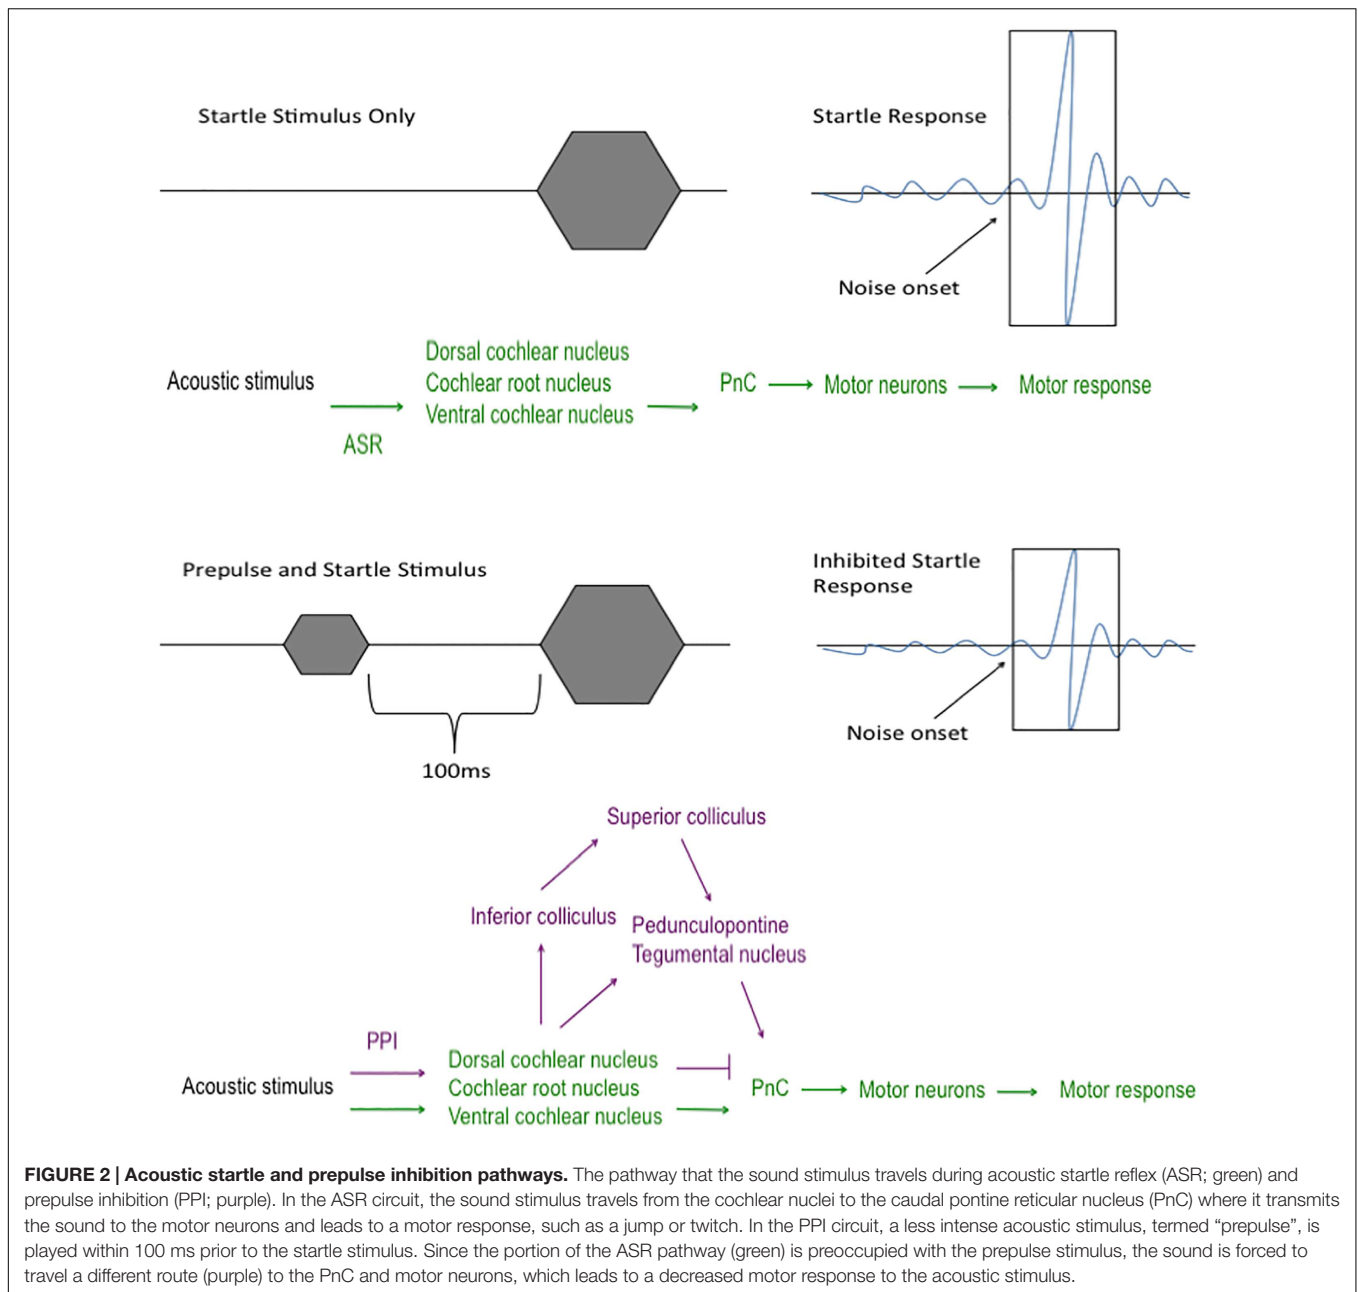 Startle Stimulus Only
Startle Response
Noise onset
Dorsal cochlear nucleus
Acoustic stimulus
Cochlear root nucleus
PnC
Motor neurons
Motor response
Ventral cochlear nucleus
ASR
Prepulse and Startle Stimulus
Inhibited Startle
Response
Noise onset
100ms
Superior colliculus
Inferior colliculus
Pedunculopontine
Tegumental nucleus
PPI
Dorsal cochlear nucleus
Acoustic stimulus
Cochlear root nucleus
PnC
Motor neurons
Motor response
Ventral cochlear nucleus
FIGURE 2 | Acoustic startle and prepulse inhibition pathways. The pathway that the sound stimulus travels during acoustic startle reflex (ASR; green) and
prepulse inhibition (PPI; purple). In the ASR circuit, the sound stimulus travels from the cochlear nuclei to the caudal pontine reticular nucleus (PnC) where it transmits
the sound to the motor neurons and leads to a motor response, such as a jump or twitch. In the PPI circuit, a less intense acoustic stimulus, termed “prepulse”, is
played within 100 ms prior to the startle stimulus. Since the portion of the ASR pathway (green) is preoccupied with the prepulse stimulus, the sound is forced to
travel a different route (purple) to the PnC and motor neurons, which leads to a decreased motor response to the acoustic stimulus.